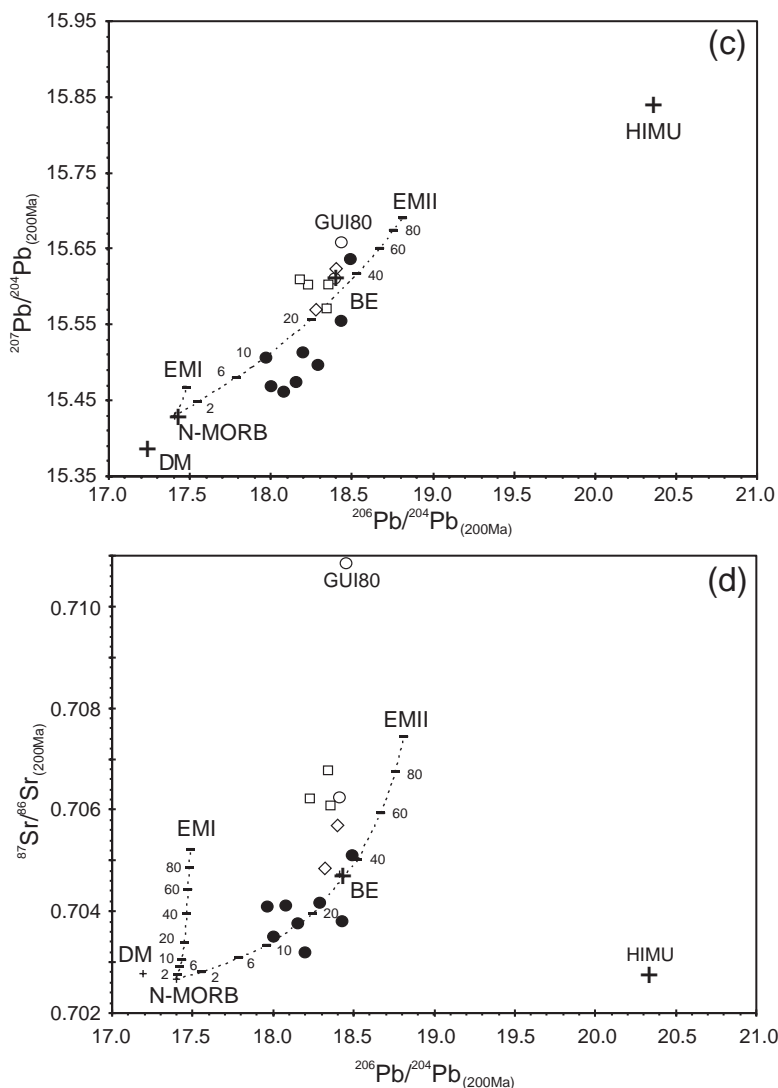 (c)
15.95
15.85
15.75
15.65
15.55
15.45
15.35
²⁰⁷Pb/²⁰⁴Pb(200Ma)
HIMU
EMII
80
60
GUI80
40
BE
20
10
6
EMI
2
N-MORB
DM
17.0 17.5 18.0 18.5 19.0 19.5 20.0 20.5 21.0
²⁰⁶Pb/²⁰⁴Pb(200Ma)
(d)
0.710
0.708
0.706
0.704
0.702
⁸⁷Sr/⁸⁶Sr(200Ma)
GUI80
EMII
80
60
40
BE
20
10
6
2
EMI
80
60
40
20
10
6
2
DM
N-MORB
HIMU
17.0 17.5 18.0 18.5 19.0 19.5 20.0 20.5 21.0
²⁰⁶Pb/²⁰⁴Pb(200Ma)